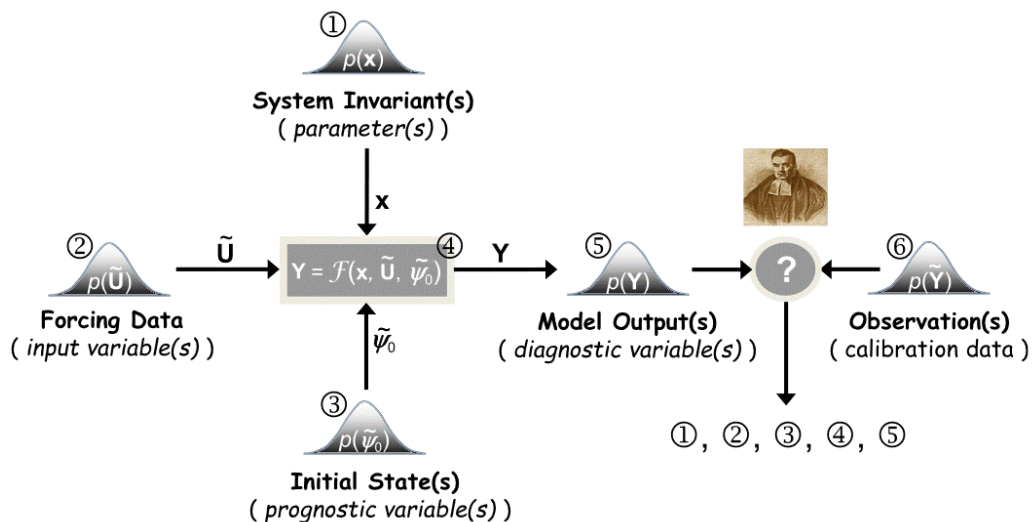 ①
p(x)
System Invariant(s)
( parameter(s) )
x
②
p(Ũ)
Ũ
Forcing Data
( input variable(s) )
④
Y = ℱ(x, Ũ, ψ̃₀)
Y
⑤
p(Y)
Model Output(s)
( diagnostic variable(s) )
?
⑥
p(Ỹ)
Observation(s)
( calibration data )
ψ̃₀
③
p(ψ̃₀)
Initial State(s)
( prognostic variable(s) )
①, ②, ③, ④, ⑤